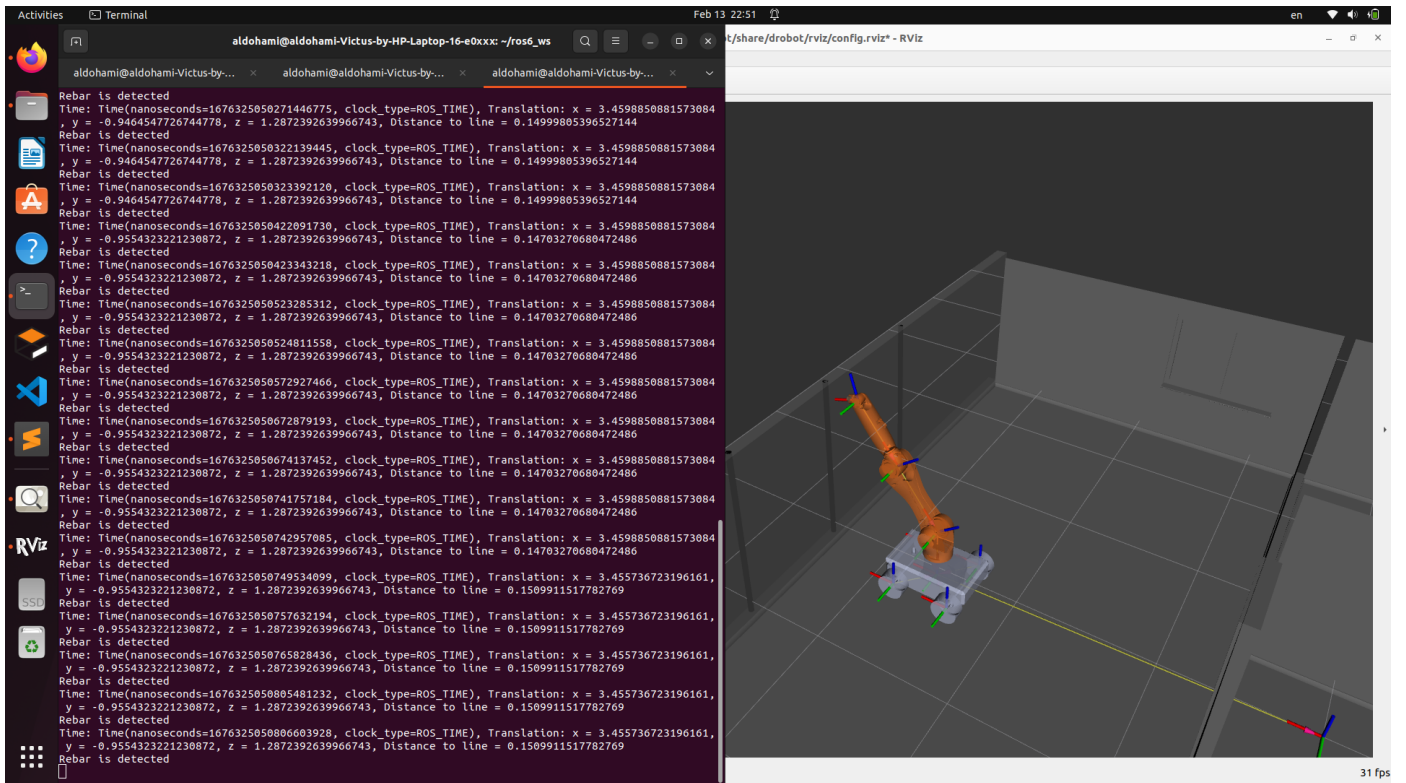 Activities
Terminal
Feb 13 22:51
en
aldohami@aldohami-Victus-by-HP-Laptop-16-e0xxx: ~/ros6_ws
t/share/drobot/rviz/config.rviz* - RViz
aldohami@aldohami-Victus-by-...
aldohami@aldohami-Victus-by-...
aldohami@aldohami-Victus-by-...
Rebar is detected
Time: Time(nanoseconds=1676325050271446775, clock_type=ROS_TIME), Translation: x = 3.4598850881573084
, y = -0.9464547726744778, z = 1.2872392639966743, Distance to line = 0.14999805396527144
Rebar is detected
Time: Time(nanoseconds=1676325050322139445, clock_type=ROS_TIME), Translation: x = 3.4598850881573084
, y = -0.9464547726744778, z = 1.2872392639966743, Distance to line = 0.14999805396527144
Rebar is detected
Time: Time(nanoseconds=1676325050323392120, clock_type=ROS_TIME), Translation: x = 3.4598850881573084
, y = -0.9464547726744778, z = 1.2872392639966743, Distance to line = 0.14999805396527144
Rebar is detected
Time: Time(nanoseconds=1676325050422091730, clock_type=ROS_TIME), Translation: x = 3.4598850881573084
, y = -0.9554323221230872, z = 1.2872392639966743, Distance to line = 0.14703270680472486
Rebar is detected
Time: Time(nanoseconds=1676325050423343218, clock_type=ROS_TIME), Translation: x = 3.4598850881573084
, y = -0.9554323221230872, z = 1.2872392639966743, Distance to line = 0.14703270680472486
Rebar is detected
Time: Time(nanoseconds=1676325050523285312, clock_type=ROS_TIME), Translation: x = 3.4598850881573084
, y = -0.9554323221230872, z = 1.2872392639966743, Distance to line = 0.14703270680472486
Rebar is detected
Time: Time(nanoseconds=1676325050524811558, clock_type=ROS_TIME), Translation: x = 3.4598850881573084
, y = -0.9554323221230872, z = 1.2872392639966743, Distance to line = 0.14703270680472486
Rebar is detected
Time: Time(nanoseconds=1676325050572927466, clock_type=ROS_TIME), Translation: x = 3.4598850881573084
, y = -0.9554323221230872, z = 1.2872392639966743, Distance to line = 0.14703270680472486
Rebar is detected
Time: Time(nanoseconds=1676325050672879193, clock_type=ROS_TIME), Translation: x = 3.4598850881573084
, y = -0.9554323221230872, z = 1.2872392639966743, Distance to line = 0.14703270680472486
Rebar is detected
Time: Time(nanoseconds=1676325050674137452, clock_type=ROS_TIME), Translation: x = 3.4598850881573084
, y = -0.9554323221230872, z = 1.2872392639966743, Distance to line = 0.14703270680472486
Rebar is detected
Time: Time(nanoseconds=1676325050741757184, clock_type=ROS_TIME), Translation: x = 3.4598850881573084
, y = -0.9554323221230872, z = 1.2872392639966743, Distance to line = 0.14703270680472486
Rebar is detected
Time: Time(nanoseconds=1676325050742957085, clock_type=ROS_TIME), Translation: x = 3.4598850881573084
, y = -0.9554323221230872, z = 1.2872392639966743, Distance to line = 0.14703270680472486
Rebar is detected
Time: Time(nanoseconds=1676325050749534099, clock_type=ROS_TIME), Translation: x = 3.455736723196161,
y = -0.9554323221230872, z = 1.2872392639966743, Distance to line = 0.1509911517782769
Rebar is detected
Time: Time(nanoseconds=1676325050757632194, clock_type=ROS_TIME), Translation: x = 3.455736723196161,
y = -0.9554323221230872, z = 1.2872392639966743, Distance to line = 0.1509911517782769
Rebar is detected
Time: Time(nanoseconds=1676325050765828436, clock_type=ROS_TIME), Translation: x = 3.455736723196161,
y = -0.9554323221230872, z = 1.2872392639966743, Distance to line = 0.1509911517782769
Rebar is detected
Time: Time(nanoseconds=1676325050805481232, clock_type=ROS_TIME), Translation: x = 3.455736723196161,
y = -0.9554323221230872, z = 1.2872392639966743, Distance to line = 0.1509911517782769
Rebar is detected
Time: Time(nanoseconds=1676325050806603928, clock_type=ROS_TIME), Translation: x = 3.455736723196161,
y = -0.9554323221230872, z = 1.2872392639966743, Distance to line = 0.1509911517782769
Rebar is detected
RViz
SSD
31 fps